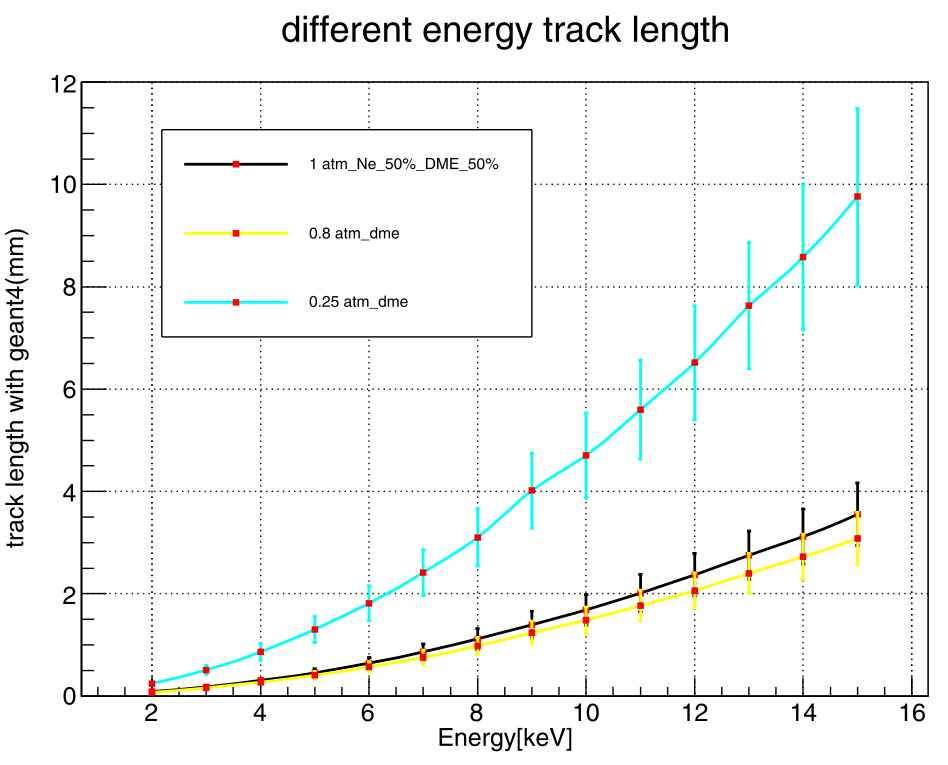 different energy track length
track length with geant4(mm)
12
10
8
6
4
2
0
1 atm_Ne_50%_DME_50%
0.8 atm_dme
0.25 atm_dme
2 4 6 8 10 12 14 16
Energy[keV]